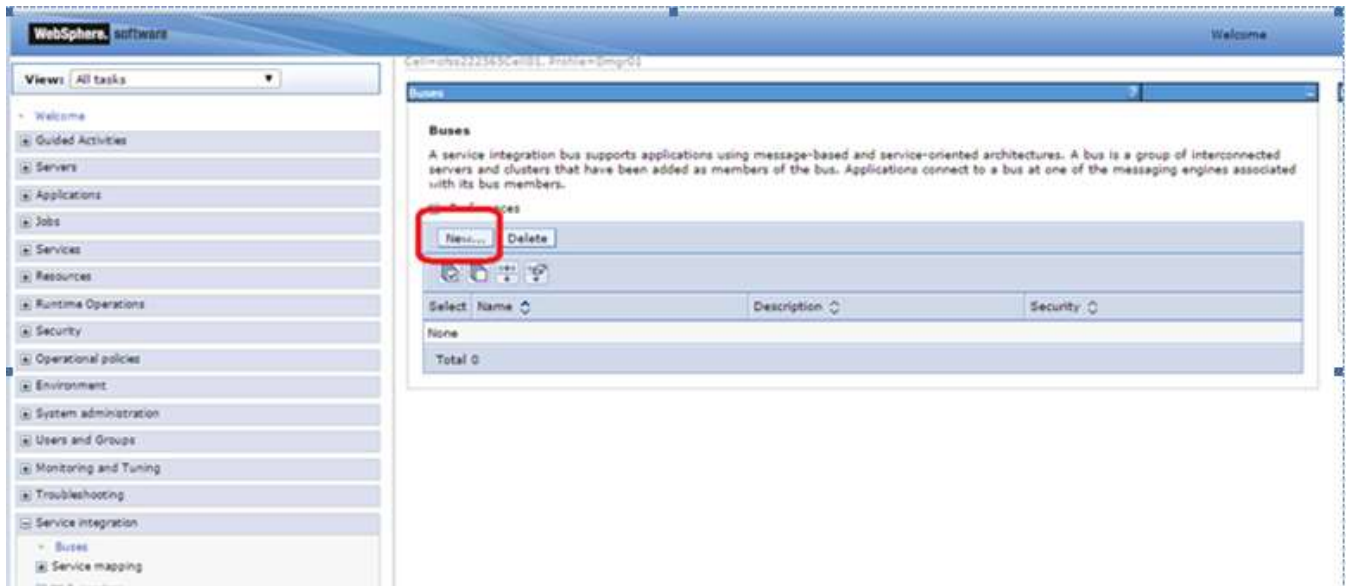 WebSphere. software
Welcome
View: All tasks
Buses
Welcome
Guided Activities
Servers
Applications
Jobs
Services
Resources
Runtime Operations
Security
Operational policies
Environment
System administration
Users and Groups
Monitoring and Tuning
Troubleshooting
Service integration
Buses
Service mapping
Buses
A service integration bus supports applications using message-based and service-oriented architectures. A bus is a group of interconnected
servers and clusters that have been added as members of the bus. Applications connect to a bus at one of the messaging engines associated
with its bus members.
New... Delete
Select Name Description Security
None
Total 0